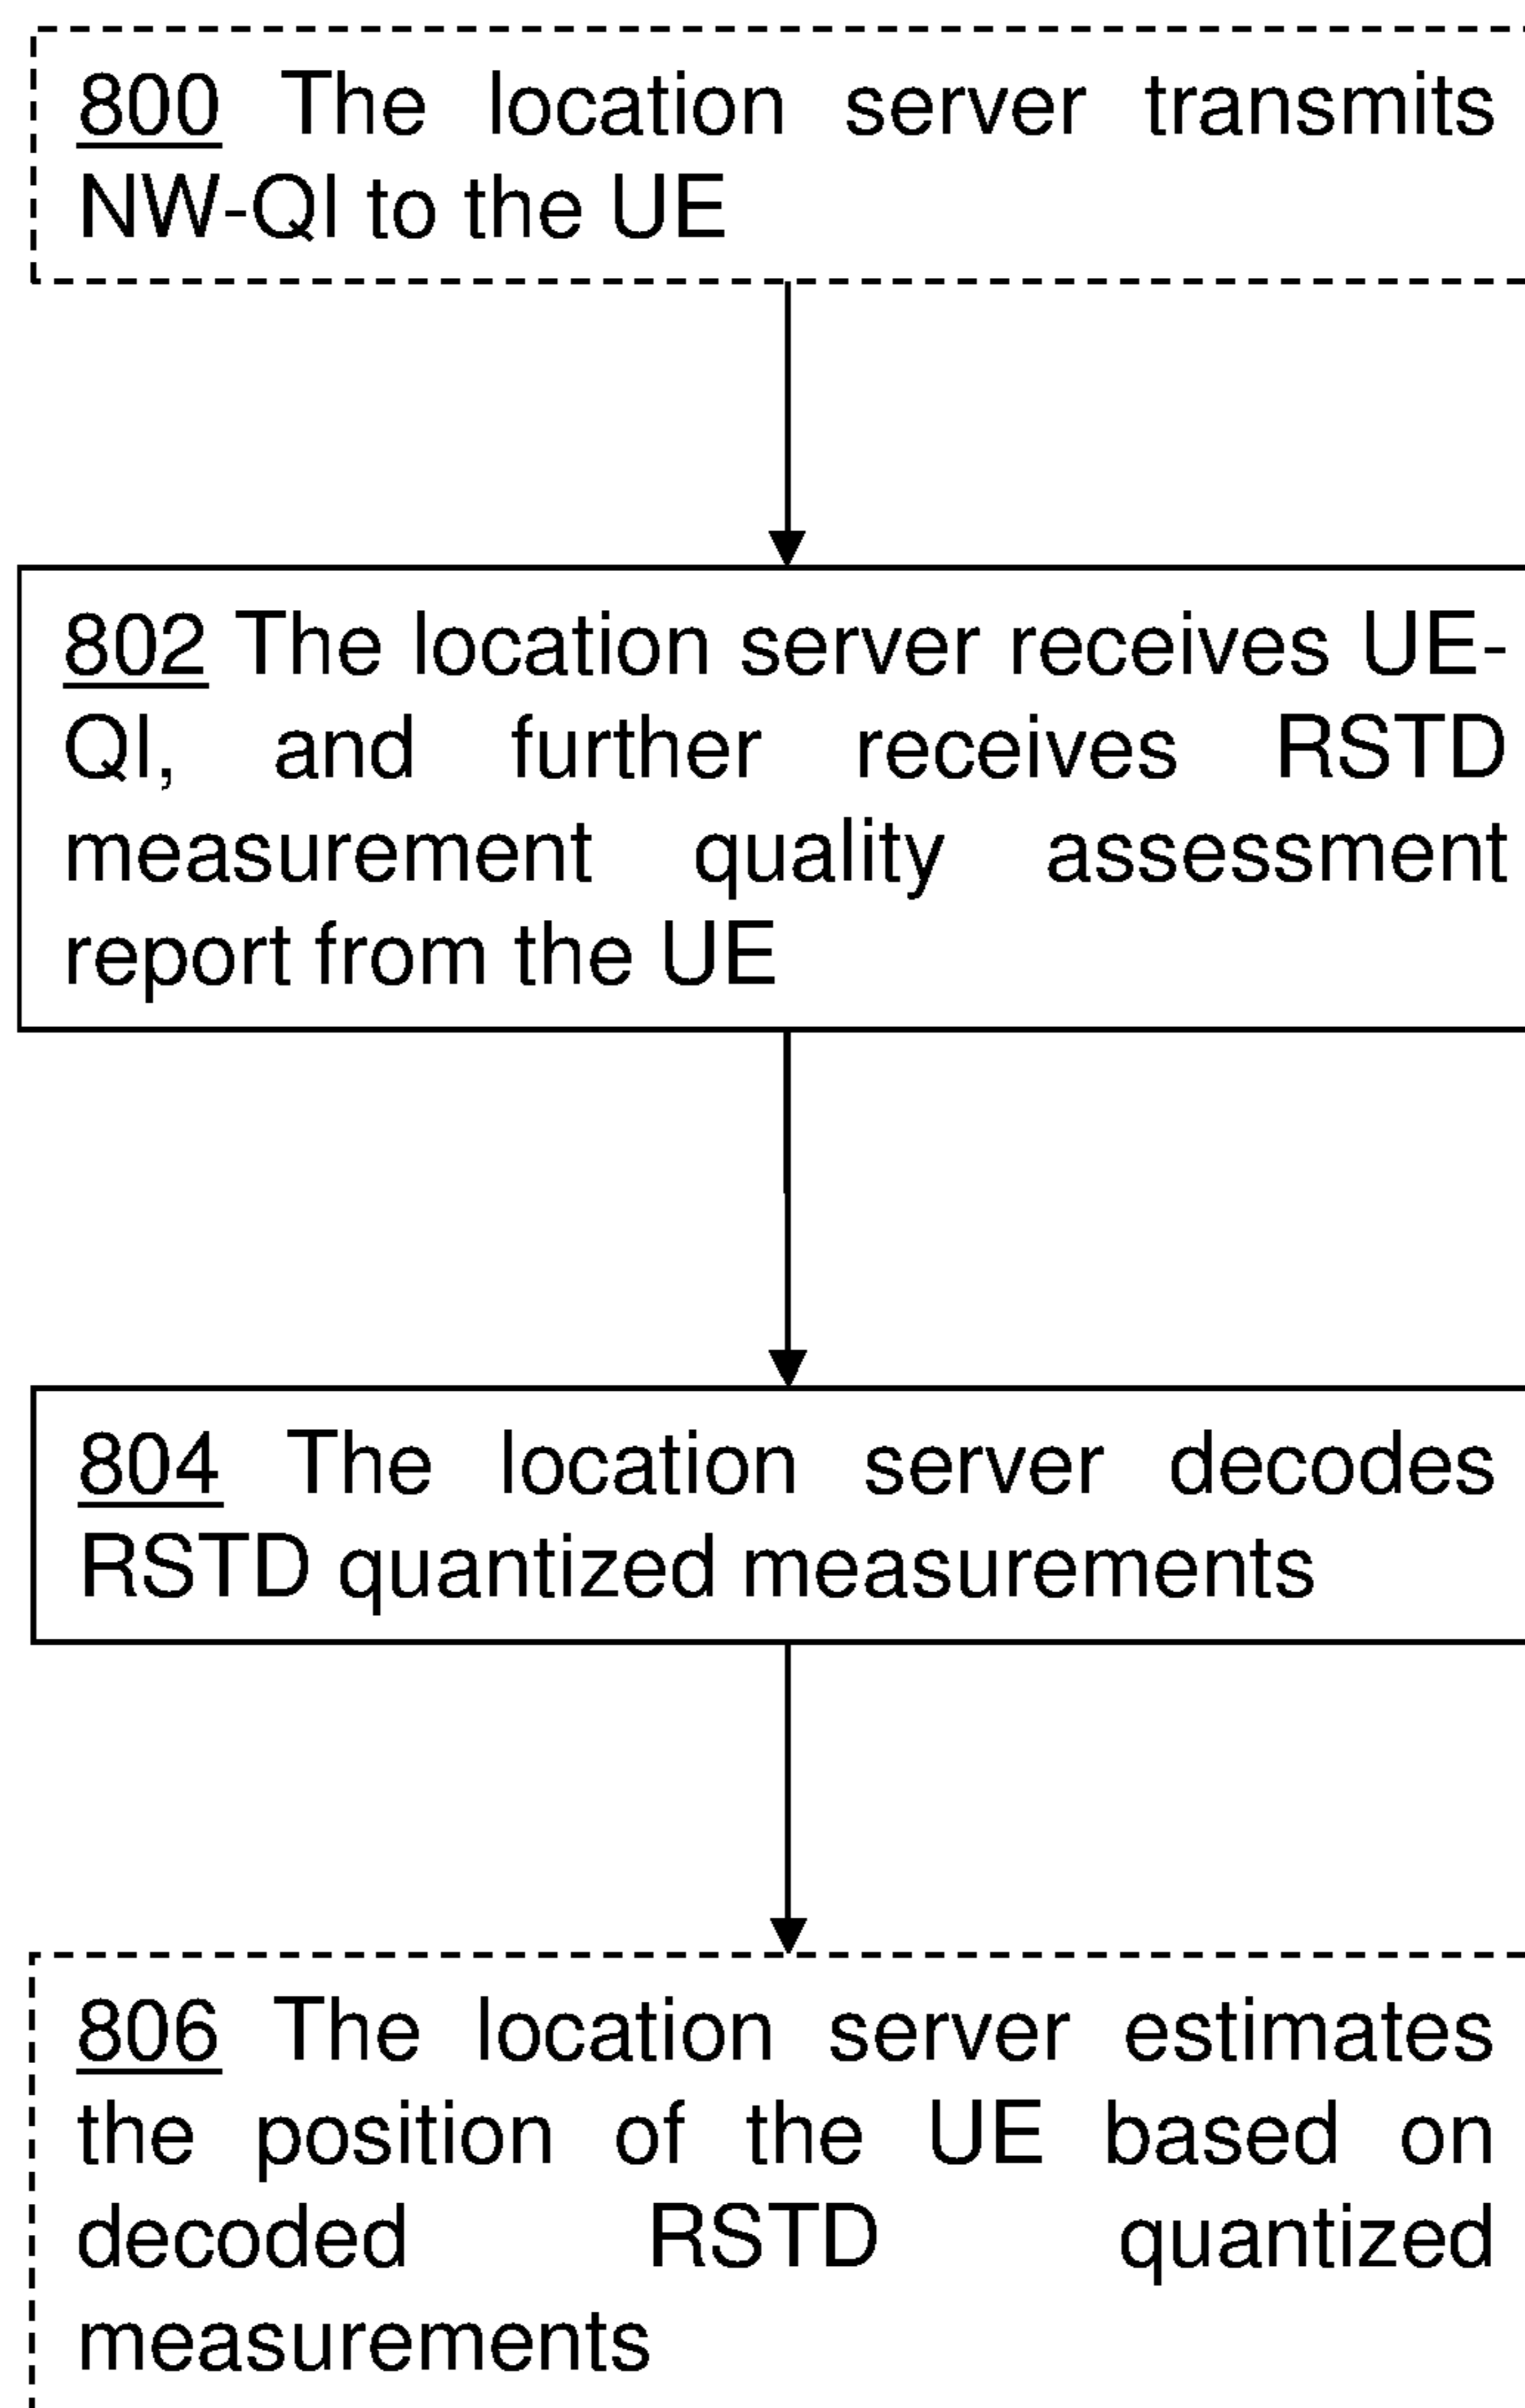 800 The location server transmits
NW-QI to the UE
802 The location server receives UE-
QI, and further receives RSTD
measurement quality assessment
report from the UE
804 The location server decodes
RSTD quantized measurements
806 The location server estimates
the position of the UE based on
decoded RSTD quantized
measurements